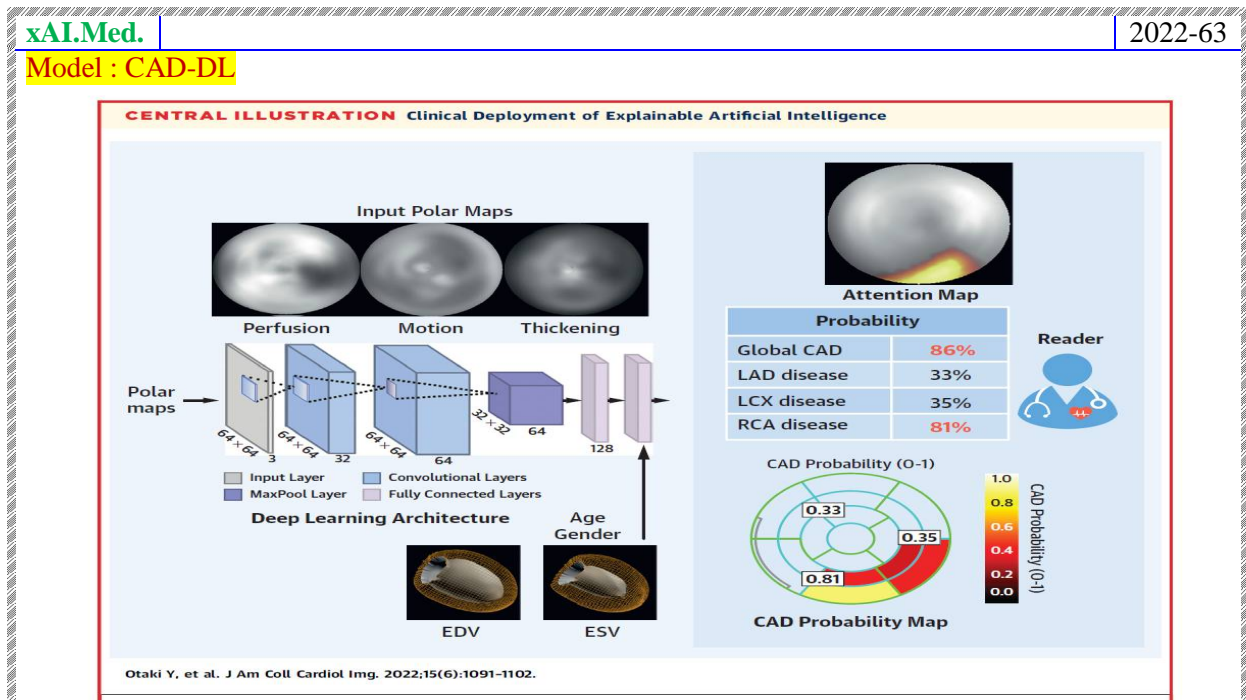 xAI.Med.
2022-63
Model : CAD-DL
CENTRAL ILLUSTRATION Clinical Deployment of Explainable Artificial Intelligence
Input Polar Maps
Perfusion Motion Thickening
Polar
maps
64 × 64
3
64 × 64
32
64 × 64
64
32 × 32
64
128
Input Layer
Convolutional Layers
MaxPool Layer
Fully Connected Layers
Deep Learning Architecture
Age
Gender
EDV
ESV
Attention Map
Probability
Global CAD 86%
LAD disease 33%
LCX disease 35%
RCA disease 81%
Reader
CAD Probability (0-1)
0.33
0.35
0.81
1.0
0.8
0.6
0.4
0.2
0.0
CAD Probability (0-1)
CAD Probability Map
Otaki Y, et al. J Am Coll Cardiol Img. 2022;15(6):1091–1102.